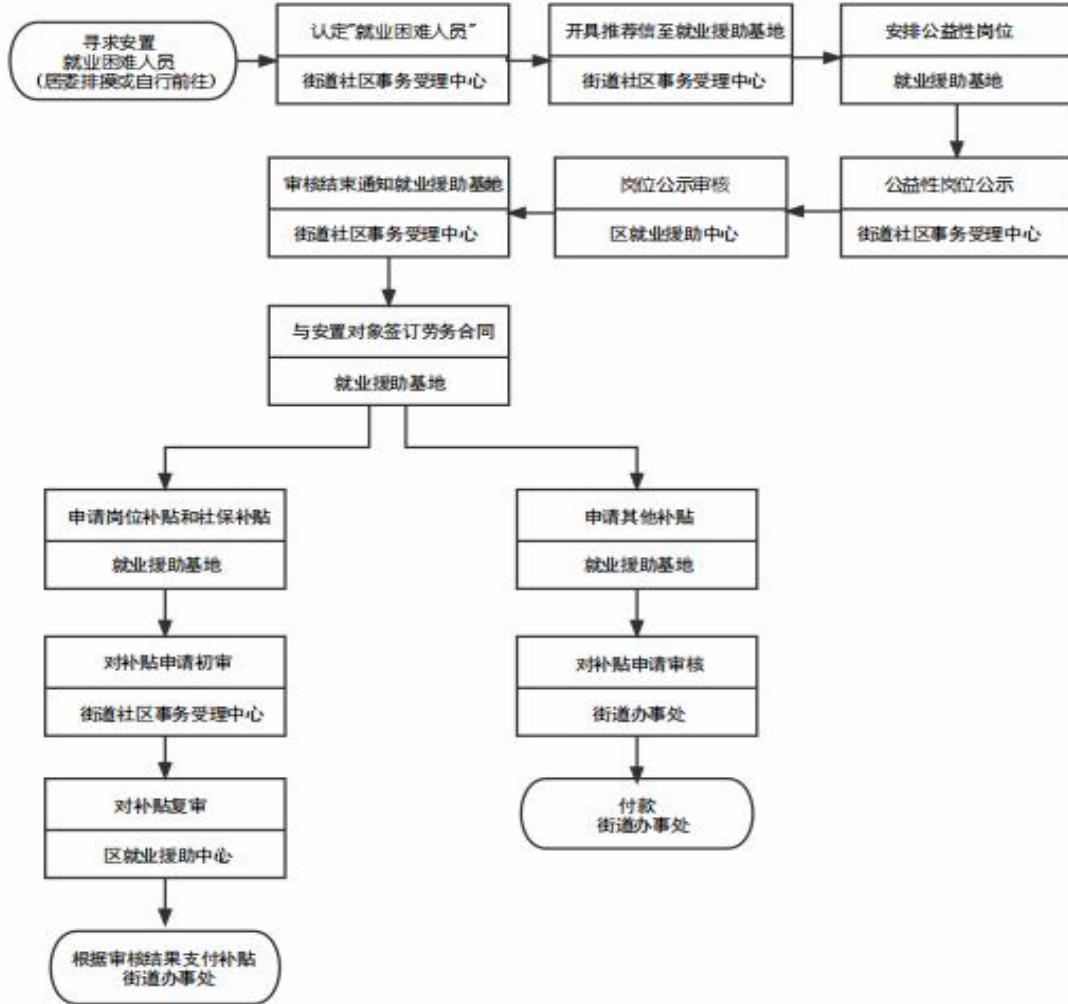 寻求安置
就业困难人员
(居委排摸或自行前往)
认定"就业困难人员"
街道社区事务受理中心
开具推荐信至就业援助基地
街道社区事务受理中心
安排公益性岗位
就业援助基地
公益性岗位公示
街道社区事务受理中心
岗位公示审核
区就业援助中心
审核结束通知就业援助基地
街道社区事务受理中心
与安置对象签订劳务合同
就业援助基地
申请岗位补贴和社保补贴
就业援助基地
对补贴申请初审
街道社区事务受理中心
对补贴复审
区就业援助中心
根据审核结果支付补贴
街道办事处
申请其他补贴
就业援助基地
对补贴申请审核
街道办事处
付款
街道办事处